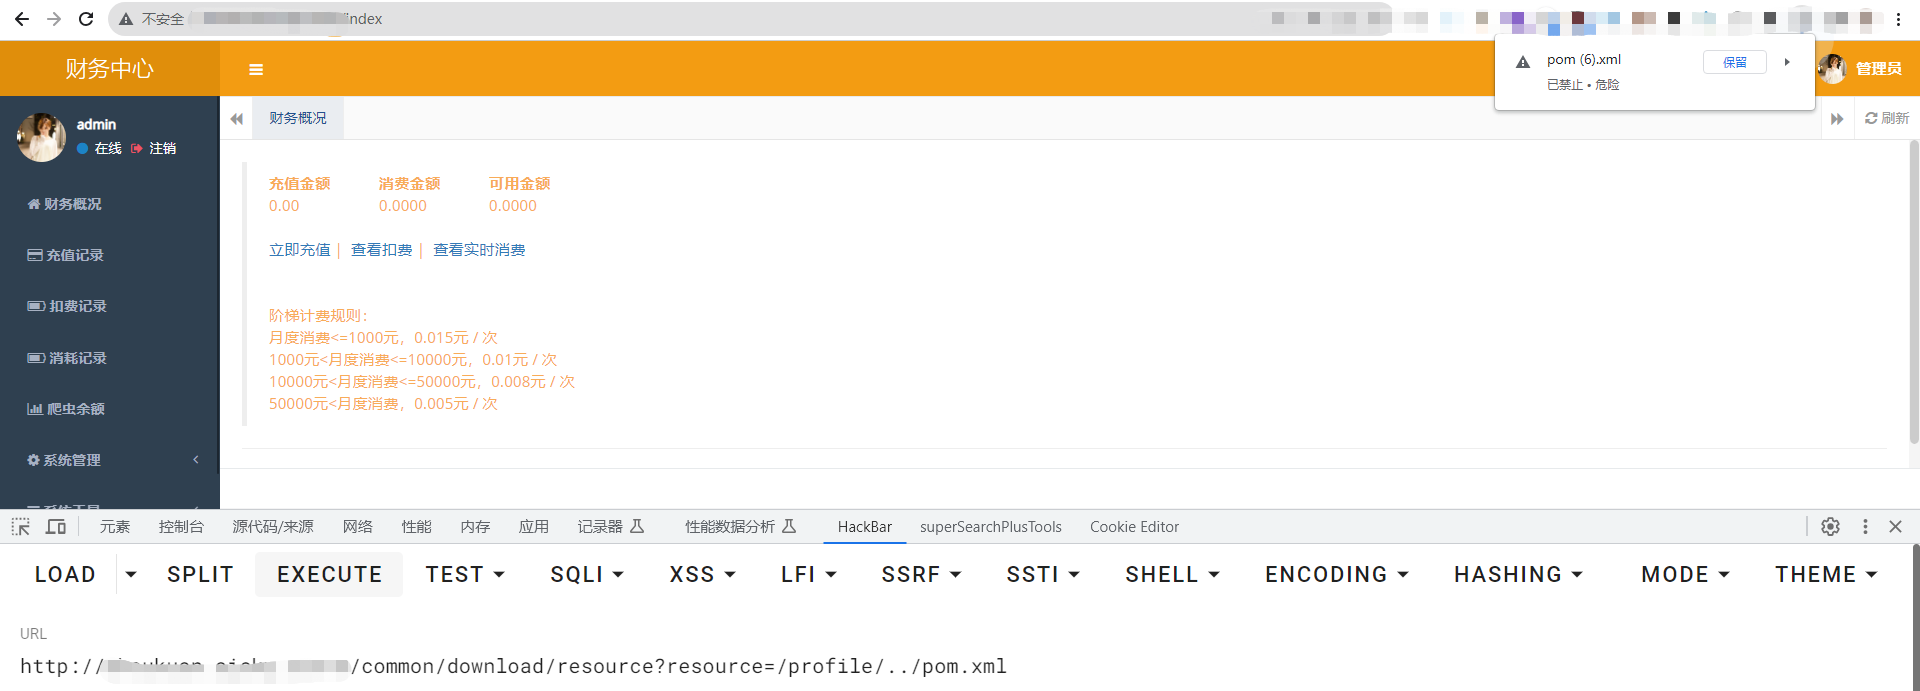 不安全
index
pom (6).xml
保留
已禁止 • 危险
财务中心
管理员
admin
在线 注销
财务概况
刷新
财务概况
充值记录
扣费记录
消耗记录
爬虫余额
系统管理
充值金额 消费金额 可用金额
0.00 0.0000 0.0000
立即充值 | 查看扣费 | 查看实时消费
阶梯计费规则：
月度消费<=1000元，0.015元 / 次
1000元<月度消费<=10000元，0.01元 / 次
10000元<月度消费<=50000元，0.008元 / 次
50000元<月度消费，0.005元 / 次
元素 控制台 源代码/来源 网络 性能 内存 应用 记录器 性能数据分析 HackBar superSearchPlusTools Cookie Editor
LOAD SPLIT EXECUTE TEST SQLI XSS LFI SSRF SSTI SHELL ENCODING HASHING MODE THEME
URL
http:// /common/download/resource?resource=/profile/../pom.xml